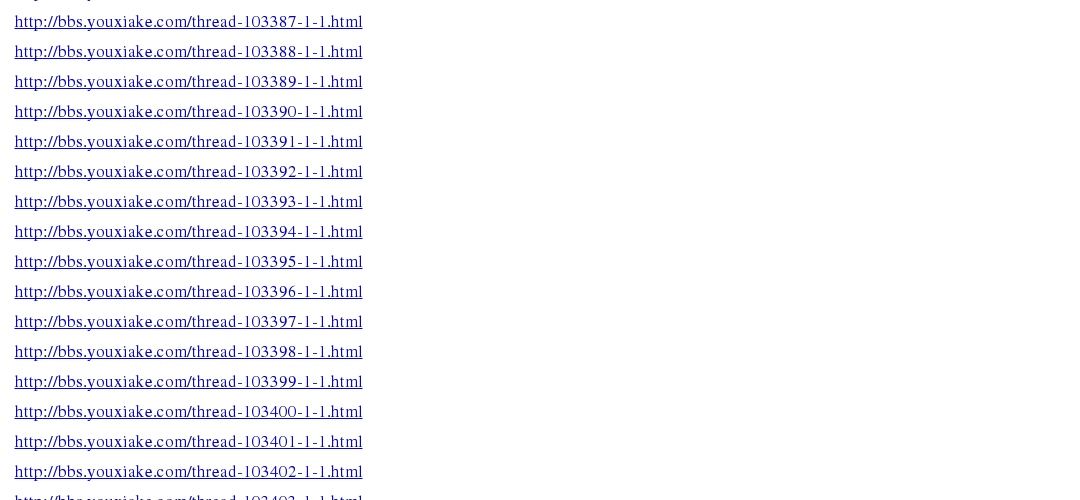 http://bbs.youxiake.com/thread-103387-1-1.html
http://bbs.youxiake.com/thread-103388-1-1.html
http://bbs.youxiake.com/thread-103389-1-1.html
http://bbs.youxiake.com/thread-103390-1-1.html
http://bbs.youxiake.com/thread-103391-1-1.html
http://bbs.youxiake.com/thread-103392-1-1.html
http://bbs.youxiake.com/thread-103393-1-1.html
http://bbs.youxiake.com/thread-103394-1-1.html
http://bbs.youxiake.com/thread-103395-1-1.html
http://bbs.youxiake.com/thread-103396-1-1.html
http://bbs.youxiake.com/thread-103397-1-1.html
http://bbs.youxiake.com/thread-103398-1-1.html
http://bbs.youxiake.com/thread-103399-1-1.html
http://bbs.youxiake.com/thread-103400-1-1.html
http://bbs.youxiake.com/thread-103401-1-1.html
http://bbs.youxiake.com/thread-103402-1-1.html